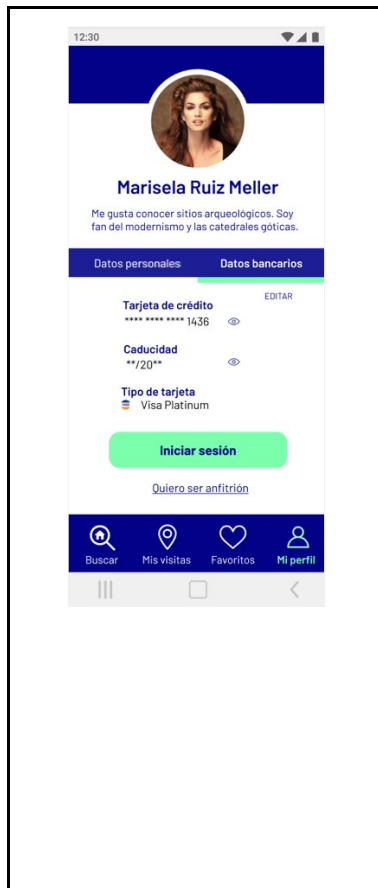 12:30
Marisela Ruiz Meller
Me gusta conocer sitios arqueológicos. Soy
fan del modernismo y las catedrales góticas.
Datos personales Datos bancarios
EDITAR
Tarjeta de crédito
**** **** **** 1436
Caducidad
**/20**
Tipo de tarjeta
Visa Platinum
Iniciar sesión
Quiero ser anfitrión
Buscar Mis visitas Favoritos Mi perfil